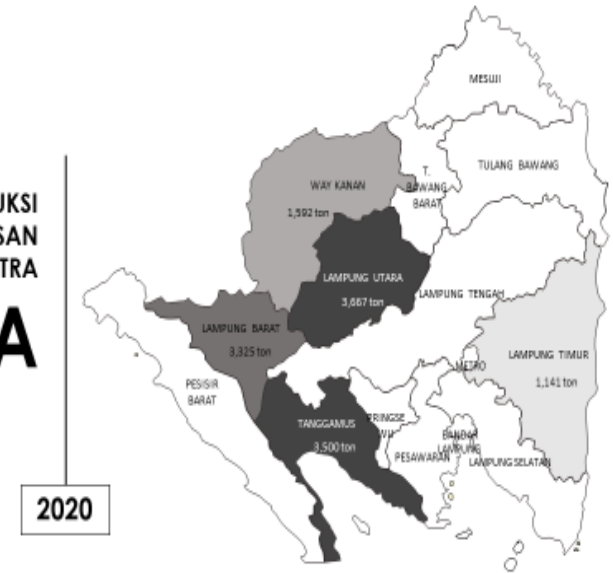 UKSI
SAN
TRA
A
2020
MESUJI
TULANG BAWANG
T.
BAWANG
BARAT
WAY KANAN
1,592 ton
LAMPUNG UTARA
3,667 ton
LAMPUNG TENGAH
LAMPUNG BARAT
3,325 ton
LAMPUNG TIMUR
1,141 ton
METRO
PESISIR
BARAT
TANGGAMUS
3,500 ton
PRINGSE
WU
PESAWARAN
BANDAR
LAMPUNG
LAMPUNG SELATAN